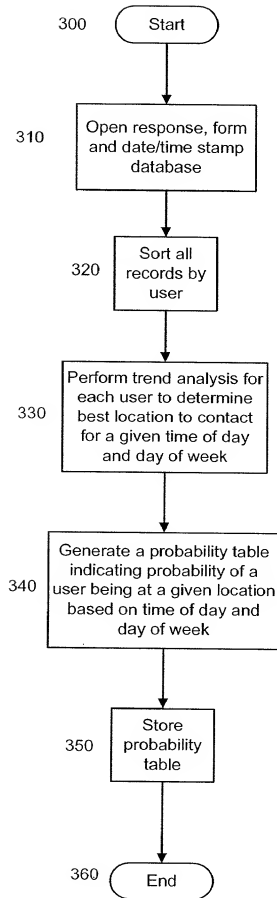 300
Start
310
Open response, form
and date/time stamp
database
320
Sort all
records by
user
330
Perform trend analysis for
each user to determine
best location to contact
for a given time of day
and day of week
340
Generate a probability table
indicating probability of a
user being at a given location
based on time of day and
day of week
350
Store
probability
table
360
End